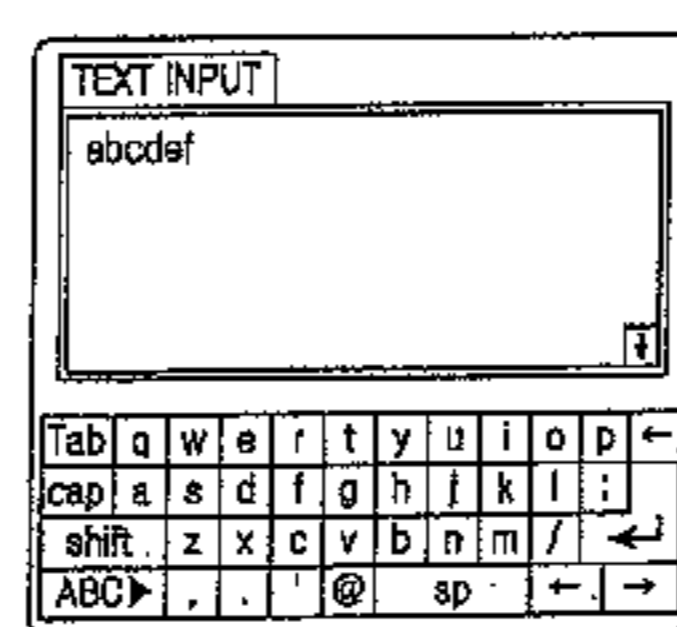 TEXT INPUT
abcdef
Tab q w e r t y u i o p ←
cap a s d f g h j k l :
shift z x c v b n m / ↵
ABC▶ , . ' @ sp ← →